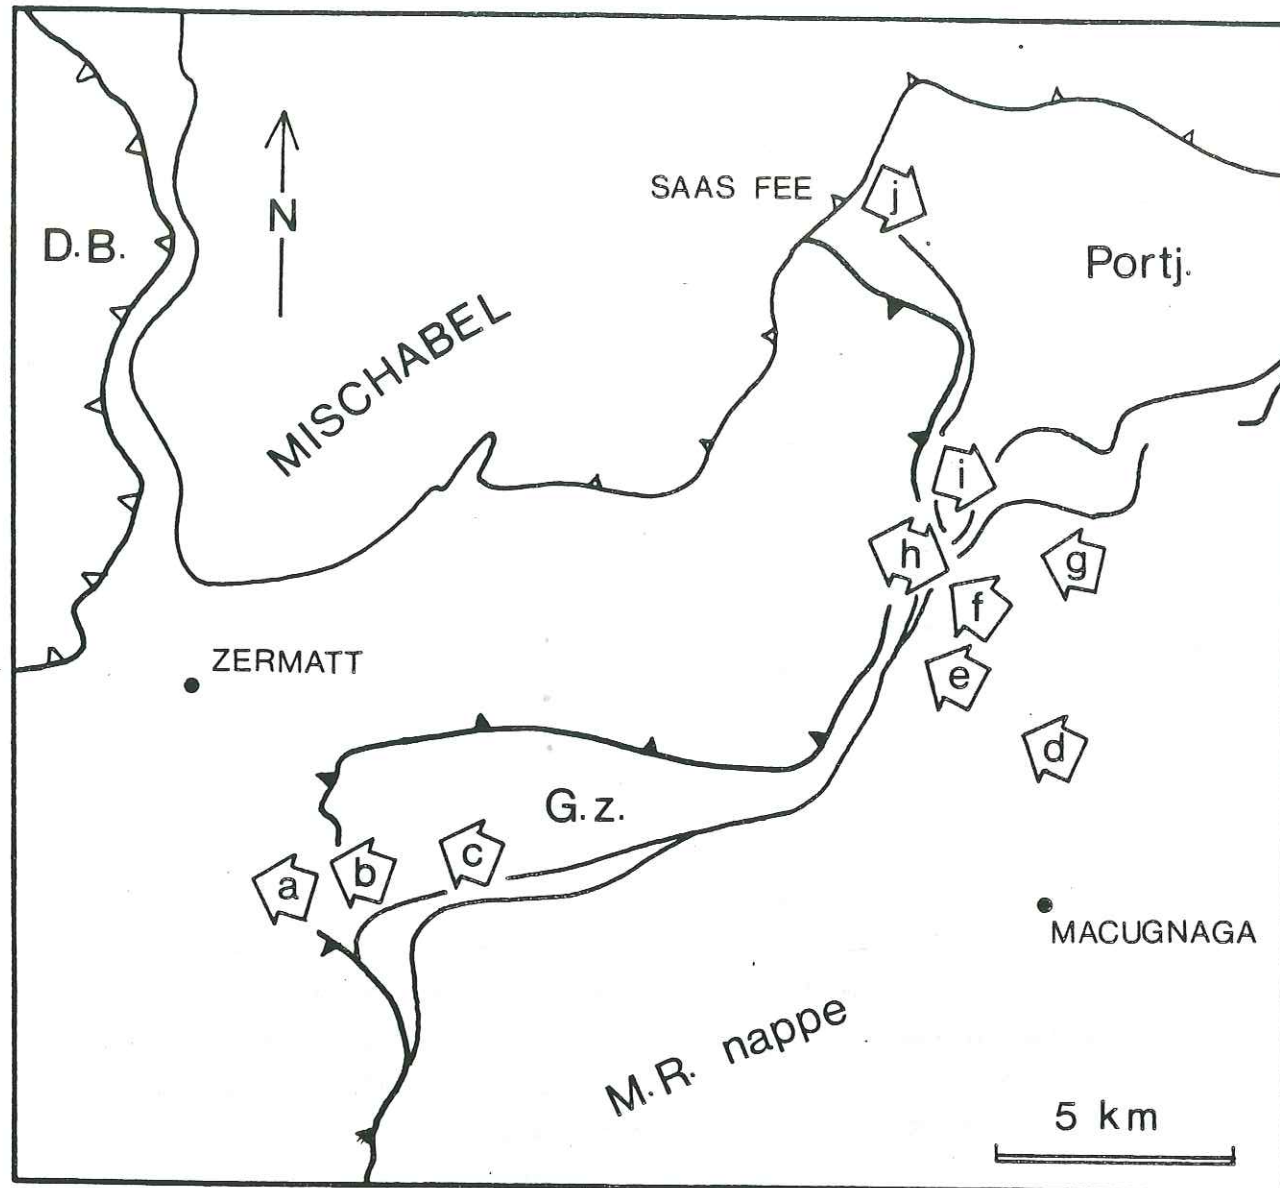 SAAS FEE
j
N
D.B.
Portj.
MISCHABEL
i
h
g
f
ZERMATT
e
d
G.z.
c
b
a
MACUGNAGA
M.R. nappe
5 km